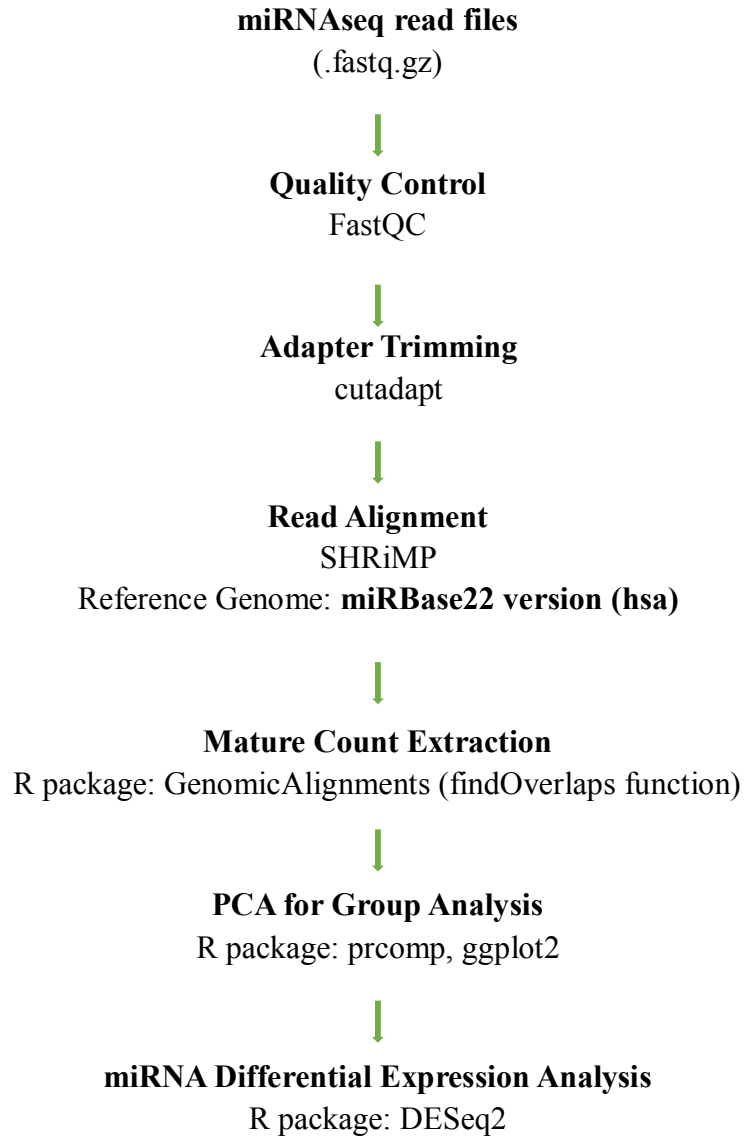 miRNAseq read files
(.fastq.gz)
Quality Control
FastQC
Adapter Trimming
cutadapt
Read Alignment
SHRiMP
Reference Genome: miRBase22 version (hsa)
Mature Count Extraction
R package: GenomicAlignments (findOverlaps function)
PCA for Group Analysis
R package: prcomp, ggplot2
miRNA Differential Expression Analysis
R package: DESeq2